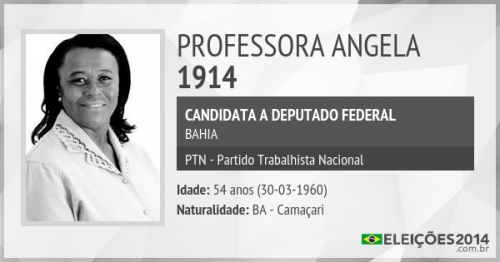 PROFESSORA ANGELA
1914
CANDIDATA A DEPUTADO FEDERAL
BAHIA
PTN - Partido Trabalhista Nacional
Idade: 54 anos (30-03-1960)
Naturalidade: BA - Camaçari
ELEIÇÕES2014
.com.br